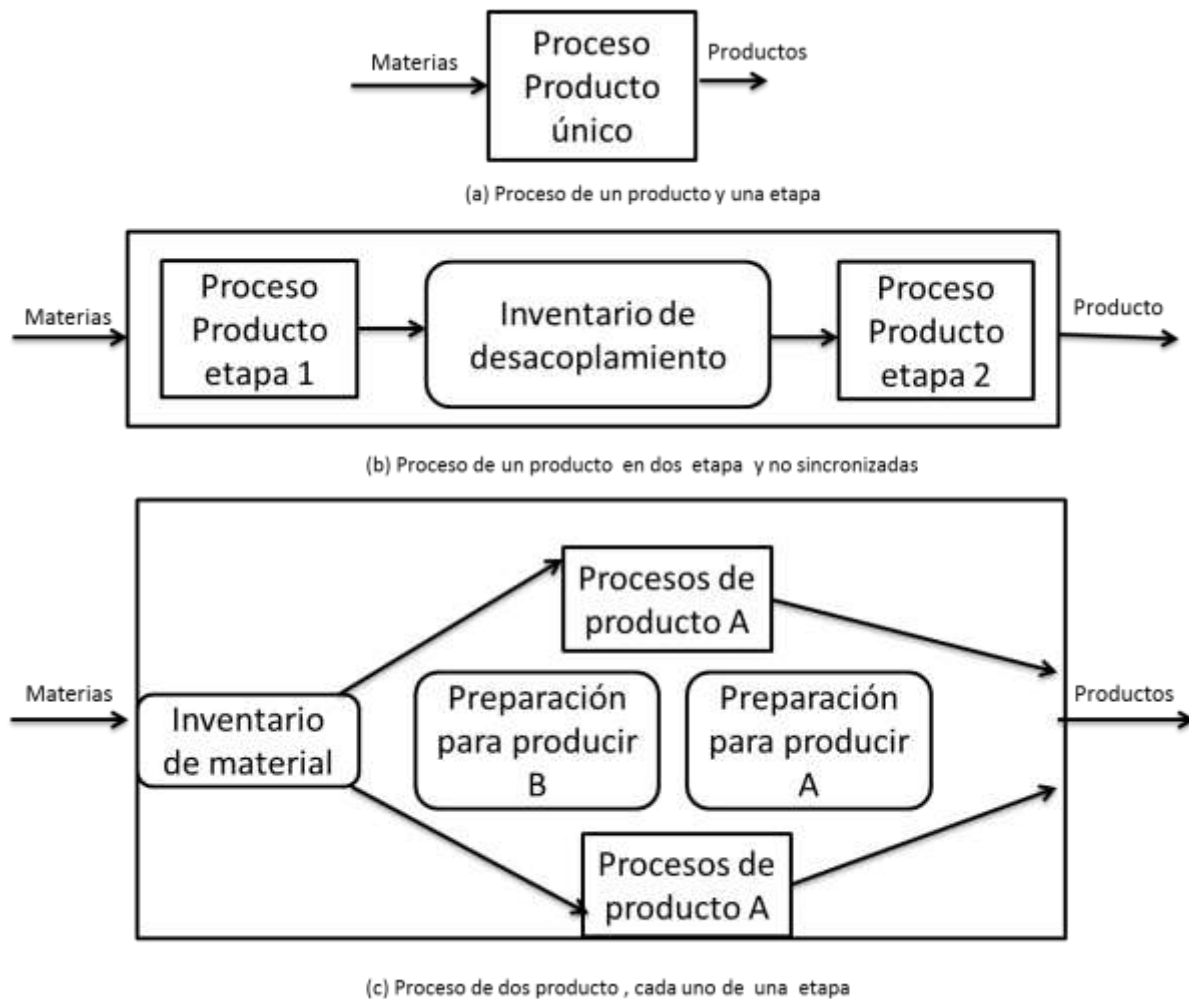 Materias
Proceso
Producto
único
Productos
(a) Proceso de un producto y una etapa
Materias
Proceso
Producto
etapa 1
Inventario de
desacoplamiento
Proceso
Producto
etapa 2
Producto
(b) Proceso de un producto en dos etapa y no sincronizadas
Materias
Inventario
de material
Procesos de
producto A
Preparación
para producir
B
Preparación
para producir
A
Procesos de
producto A
Productos
(c) Proceso de dos producto , cada uno de una etapa